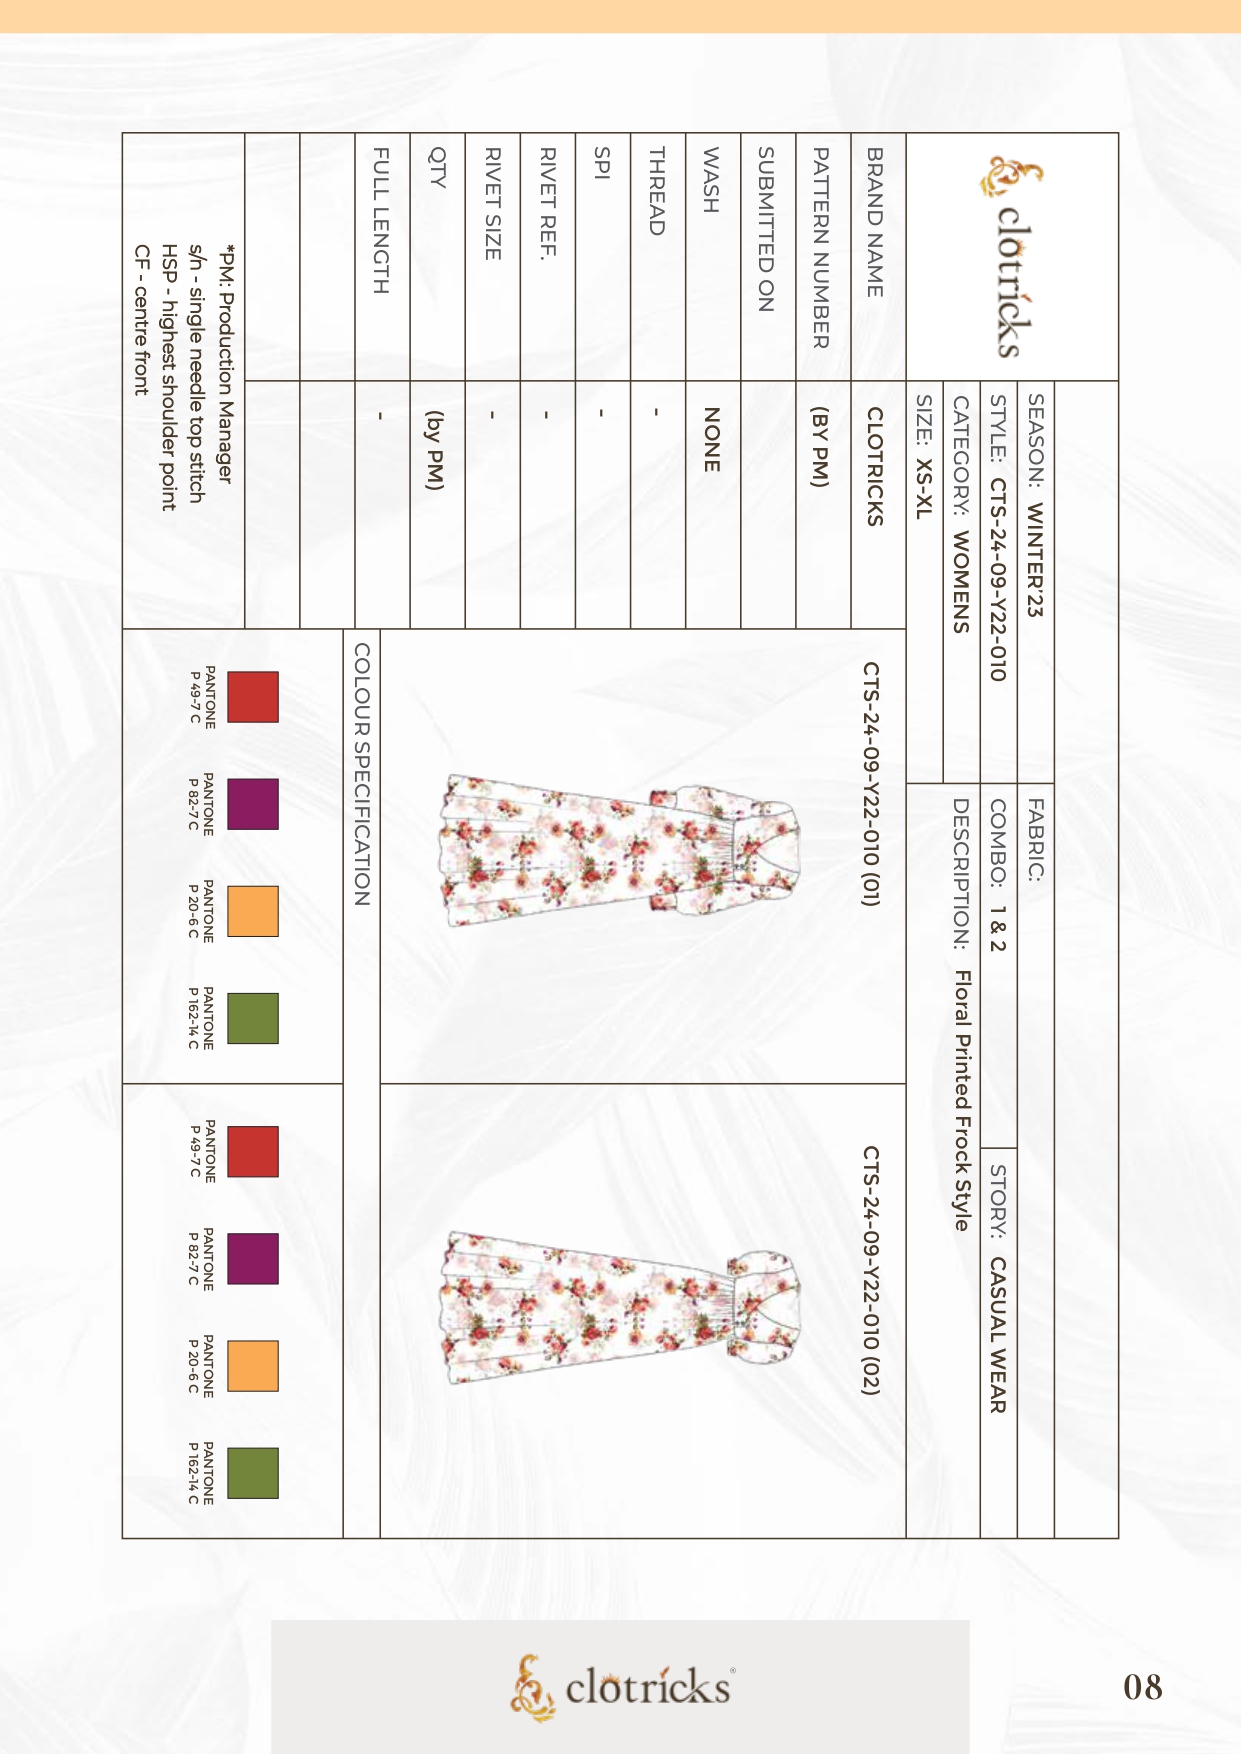 clotricks
SEASON: WINTER'23
FABRIC:
STYLE: CTS-24-09-Y22-010
COMBO: 1 & 2
STORY: CASUAL WEAR
CATEGORY: WOMENS
DESCRIPTION: Floral Printed Frock Style
SIZE: XS-XL
BRAND NAME
CLOTRICKS
PATTERN NUMBER
(BY PM)
SUBMITTED ON
WASH
NONE
THREAD
-
SPI
-
RIVET REF.
-
RIVET SIZE
-
QTY
(by PM)
FULL LENGTH
-
*PM: Production Manager
s/n - single needle top stitch
HSP - highest shoulder point
CF - centre front
CTS-24-09-Y22-010 (01)
CTS-24-09-Y22-010 (02)
COLOUR SPECIFICATION
PANTONE
P 49-7 C
PANTONE
P 82-7 C
PANTONE
P 20-6 C
PANTONE
P 162-14 C
PANTONE
P 49-7 C
PANTONE
P 82-7 C
PANTONE
P 20-6 C
PANTONE
P 162-14 C
clotricks®
08